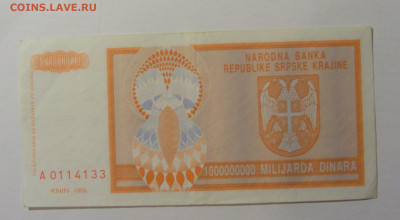 COINS.LAVE.RU
NARODNA BANKA
REPUBLIKE SRPSKE KRAJINE
A 0114133
1000000000 MILIJARDA DINARA